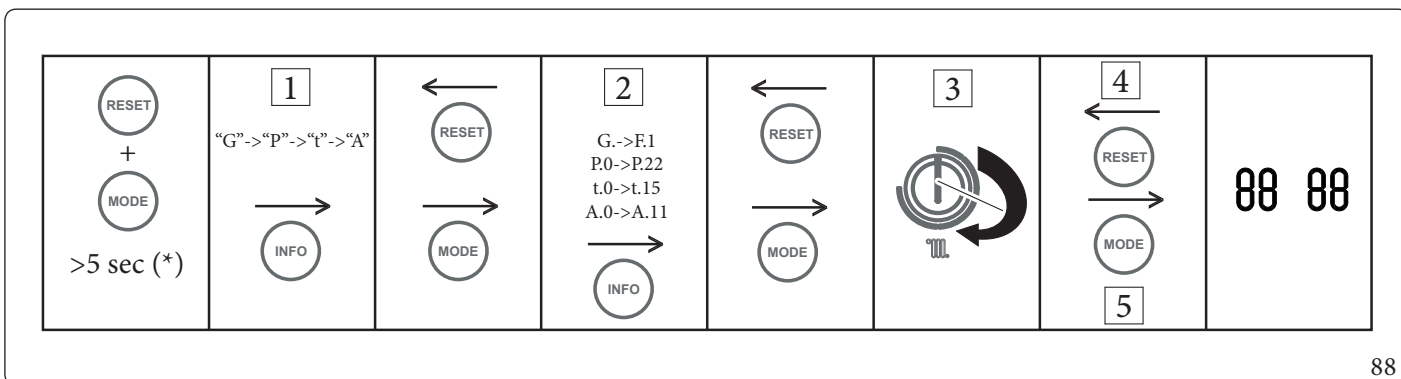 RESET
+
MODE
>5 sec (*)
1
“G”->“P”->“t”->“A”
INFO
RESET
MODE
2
G.->F.1
P.0->P.22
t.0->t.15
A.0->A.11
INFO
RESET
MODE
3
4
RESET
MODE
5
88 88
88